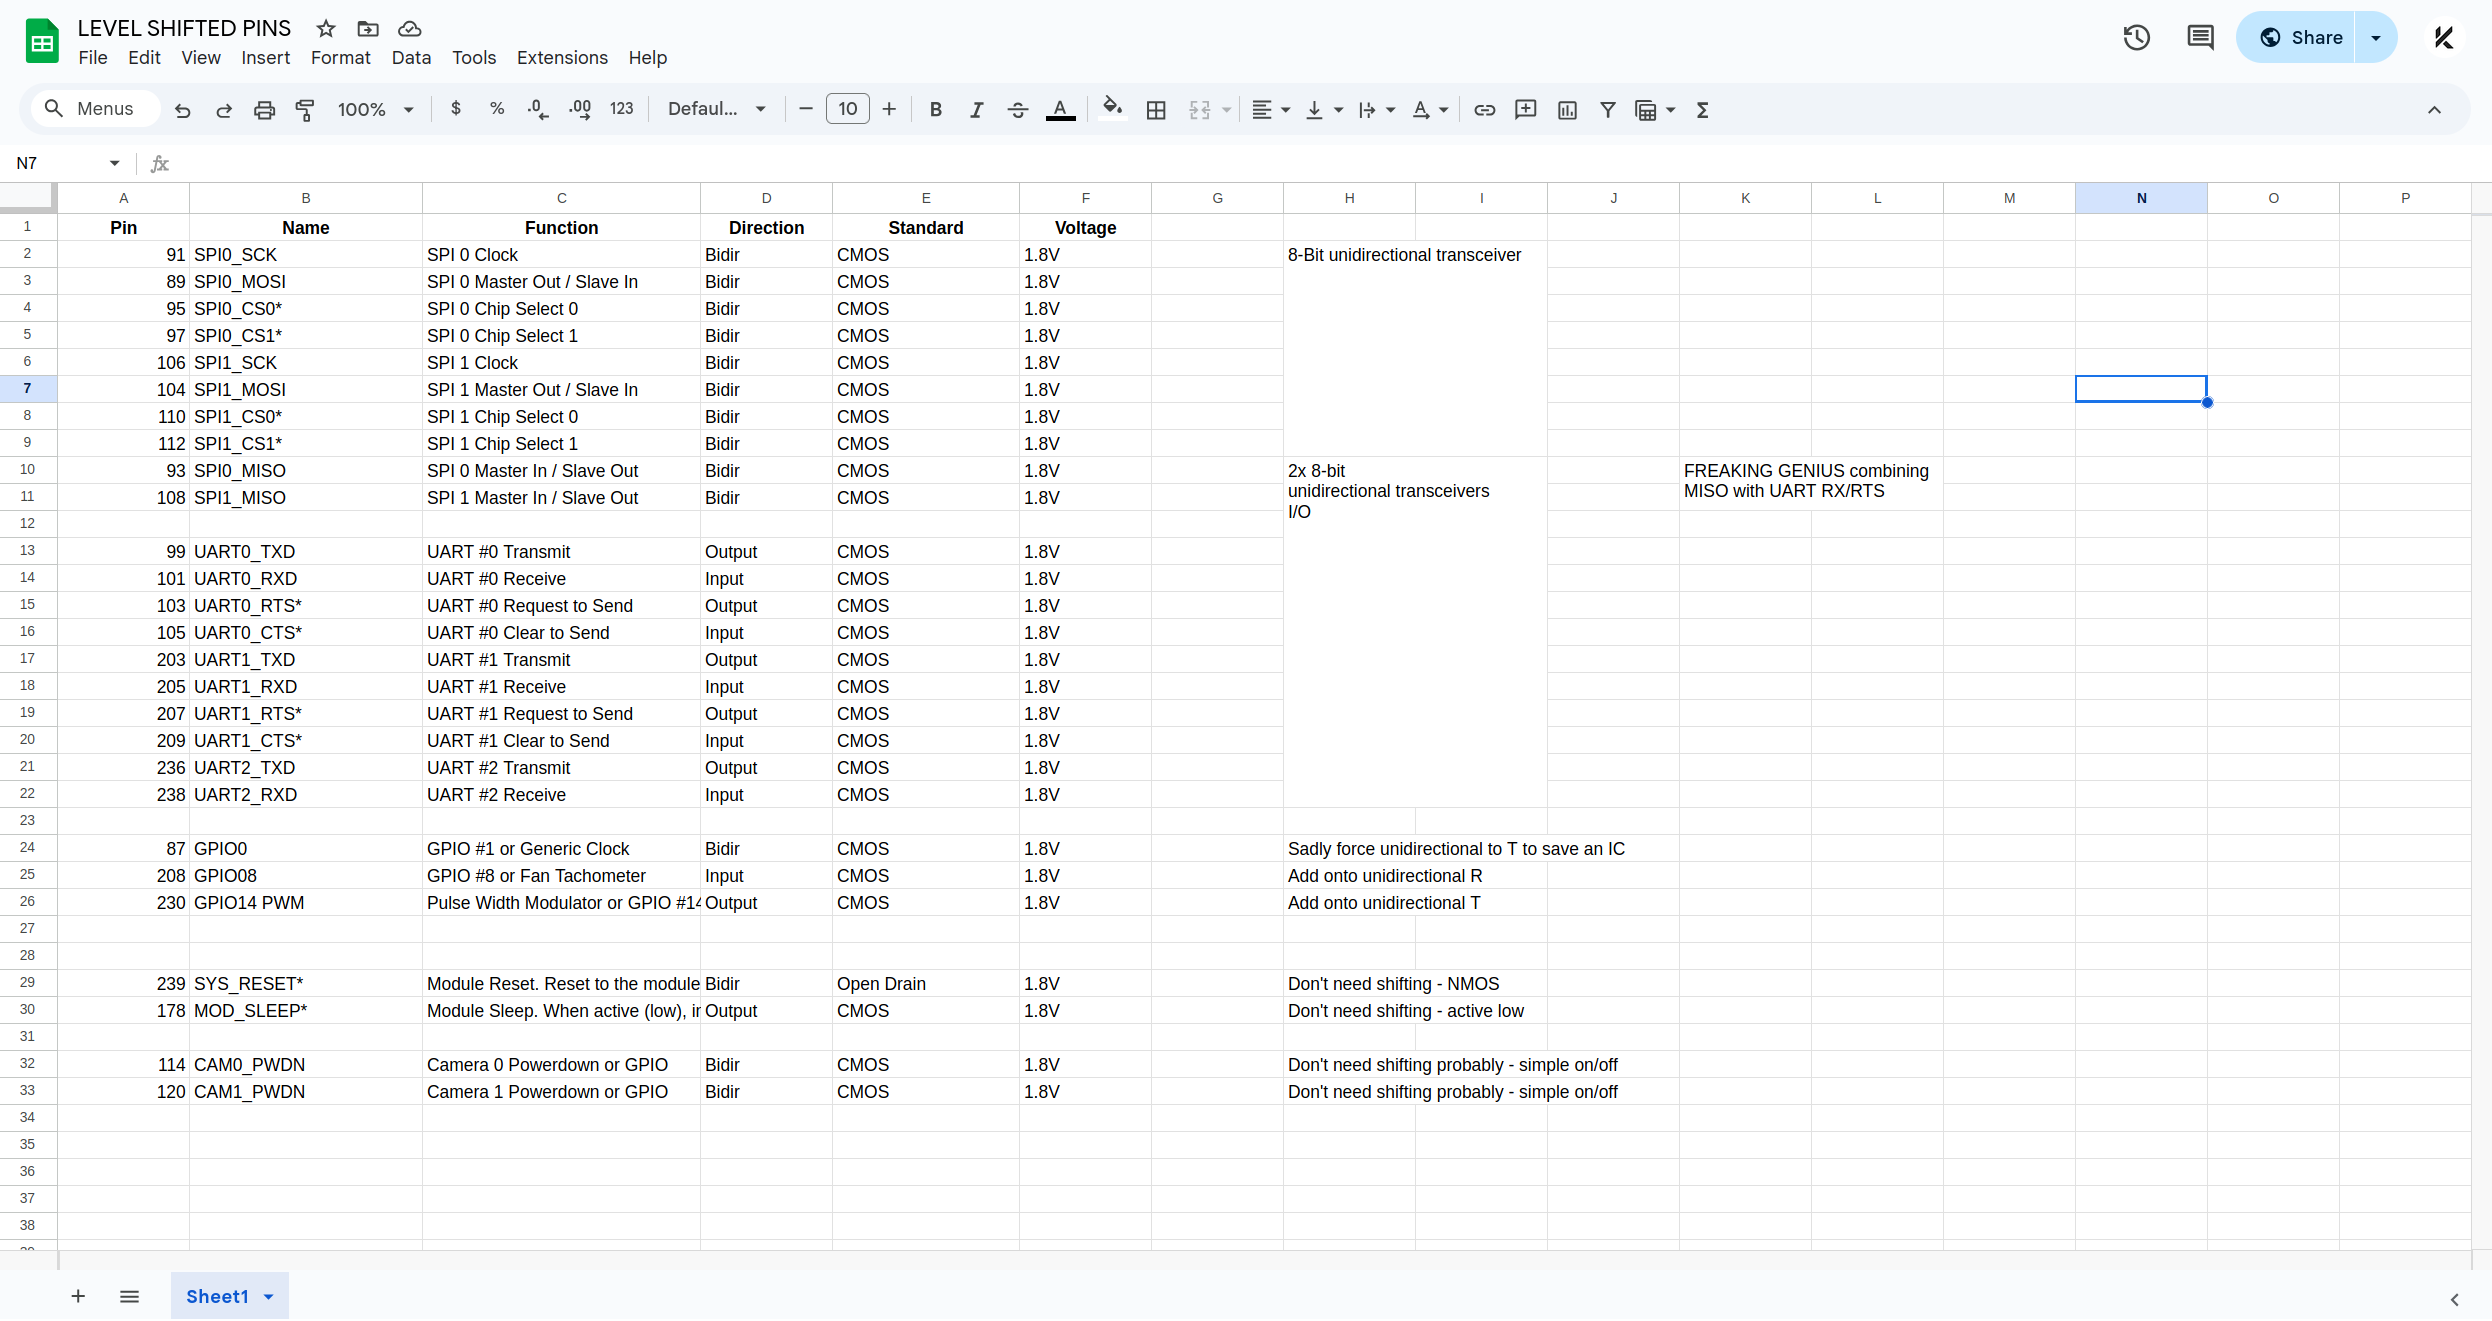 LEVEL SHIFTED PINS
File Edit View Insert Format Data Tools Extensions Help
Share
Menus 100% $ % .0 .00 123 Defaul... 10 B I A A Σ
N7 fx
A B C D E F G H I J K L M N O P
1 Pin Name Function Direction Standard Voltage
2 91 SPI0_SCK SPI 0 Clock Bidir CMOS 1.8V 8-Bit unidirectional transceiver
3 89 SPI0_MOSI SPI 0 Master Out / Slave In Bidir CMOS 1.8V
4 95 SPI0_CS0* SPI 0 Chip Select 0 Bidir CMOS 1.8V
5 97 SPI0_CS1* SPI 0 Chip Select 1 Bidir CMOS 1.8V
6 106 SPI1_SCK SPI 1 Clock Bidir CMOS 1.8V
7 104 SPI1_MOSI SPI 1 Master Out / Slave In Bidir CMOS 1.8V
8 110 SPI1_CS0* SPI 1 Chip Select 0 Bidir CMOS 1.8V
9 112 SPI1_CS1* SPI 1 Chip Select 1 Bidir CMOS 1.8V
10 93 SPI0_MISO SPI 0 Master In / Slave Out Bidir CMOS 1.8V 2x 8-bit FREAKING GENIUS combining
11 108 SPI1_MISO SPI 1 Master In / Slave Out Bidir CMOS 1.8V unidirectional transceivers MISO with UART RX/RTS
12 I/O
13 99 UART0_TXD UART #0 Transmit Output CMOS 1.8V
14 101 UART0_RXD UART #0 Receive Input CMOS 1.8V
15 103 UART0_RTS* UART #0 Request to Send Output CMOS 1.8V
16 105 UART0_CTS* UART #0 Clear to Send Input CMOS 1.8V
17 203 UART1_TXD UART #1 Transmit Output CMOS 1.8V
18 205 UART1_RXD UART #1 Receive Input CMOS 1.8V
19 207 UART1_RTS* UART #1 Request to Send Output CMOS 1.8V
20 209 UART1_CTS* UART #1 Clear to Send Input CMOS 1.8V
21 236 UART2_TXD UART #2 Transmit Output CMOS 1.8V
22 238 UART2_RXD UART #2 Receive Input CMOS 1.8V
23
24 87 GPIO0 GPIO #1 or Generic Clock Bidir CMOS 1.8V Sadly force unidirectional to T to save an IC
25 208 GPIO08 GPIO #8 or Fan Tachometer Input CMOS 1.8V Add onto unidirectional R
26 230 GPIO14 PWM Pulse Width Modulator or GPIO #14 Output CMOS 1.8V Add onto unidirectional T
27
28
29 239 SYS_RESET* Module Reset. Reset to the module Bidir Open Drain 1.8V Don't need shifting - NMOS
30 178 MOD_SLEEP* Module Sleep. When active (low), Output CMOS 1.8V Don't need shifting - active low
31
32 114 CAM0_PWDN Camera 0 Powerdown or GPIO Bidir CMOS 1.8V Don't need shifting probably - simple on/off
33 120 CAM1_PWDN Camera 1 Powerdown or GPIO Bidir CMOS 1.8V Don't need shifting probably - simple on/off
34
35
36
37
38
Sheet1